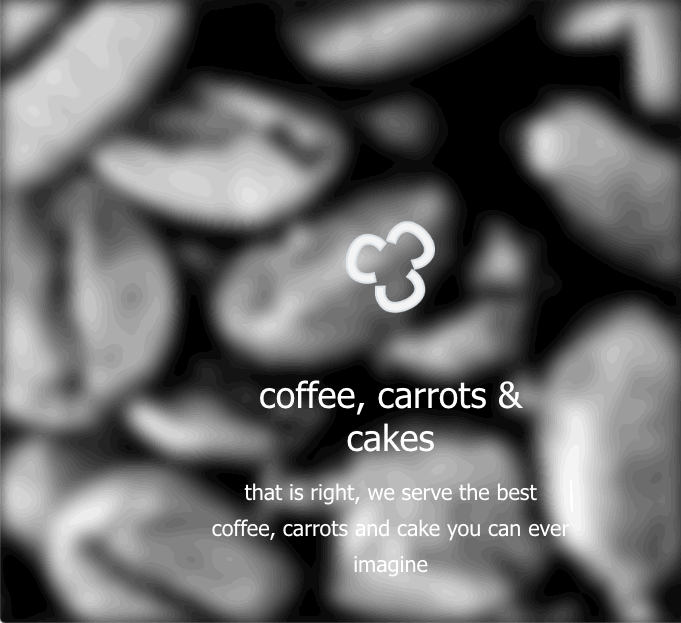 coffee, carrots &
cakes
that is right, we serve the best
coffee, carrots and cake you can ever
imagine